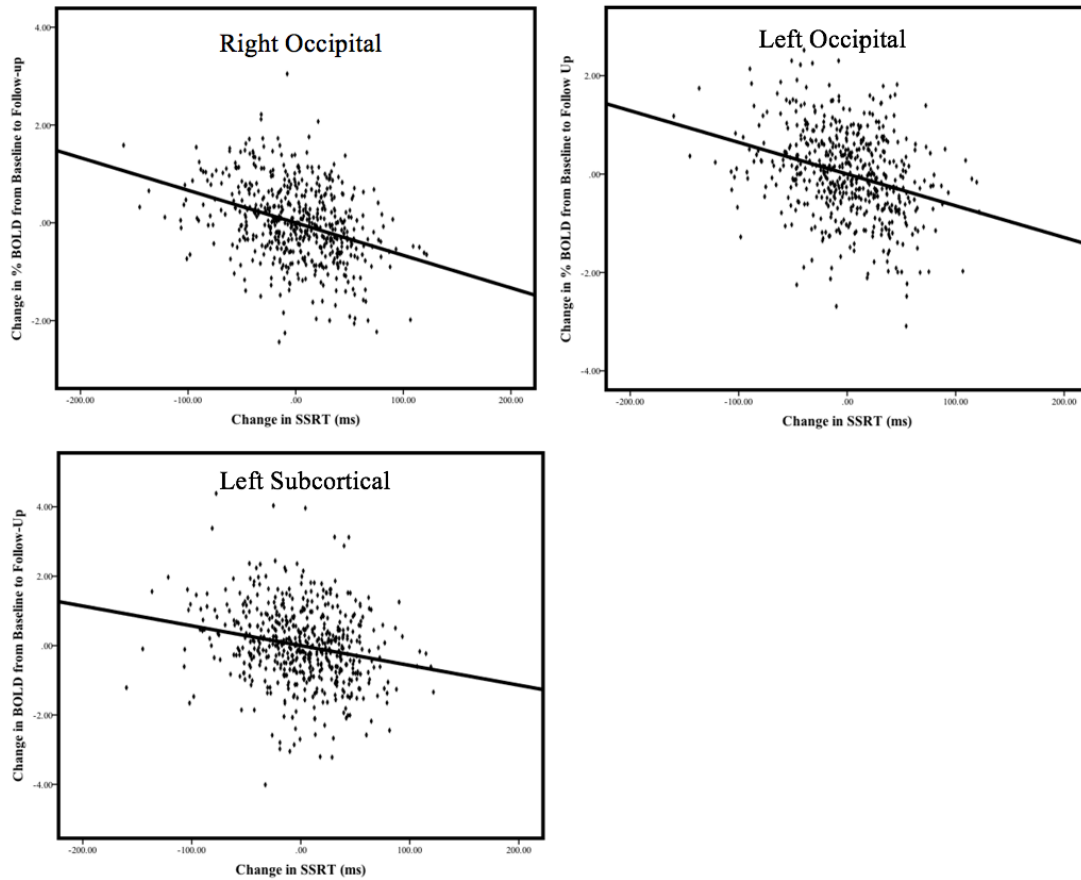 Right Occipital
Change in % BOLD from Baseline to Follow-up
4.00
2.00
.00
-2.00
-200.00 -100.00 .00 100.00 200.00
Change in SSRT (ms)
Left Occipital
Change in % BOLD from Baseline to Follow Up
2.00
.00
-2.00
-4.00
-200.00 -100.00 .00 100.00 200.00
Change in SSRT (ms)
Left Subcortical
Change in BOLD from Baseline to Follow-Up
4.00
2.00
.00
-2.00
-4.00
-200.00 -100.00 .00 100.00 200.00
Change in SSRT (ms)